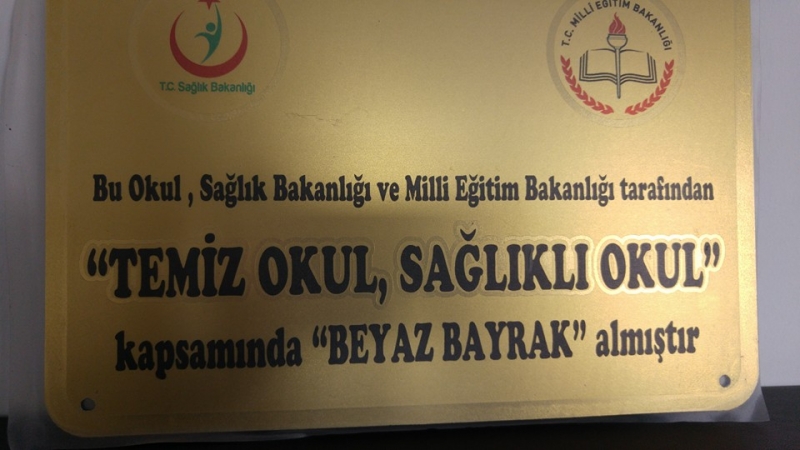 T.C. Sağlık Bakanlığı
T.C. MİLLİ EĞİTİM BAKANLIĞI
Bu Okul , Sağlık Bakanlığı ve Milli Eğitim Bakanlığı tarafından
“TEMİZ OKUL, SAĞLIKLI OKUL”
kapsamında “BEYAZ BAYRAK” almıştır